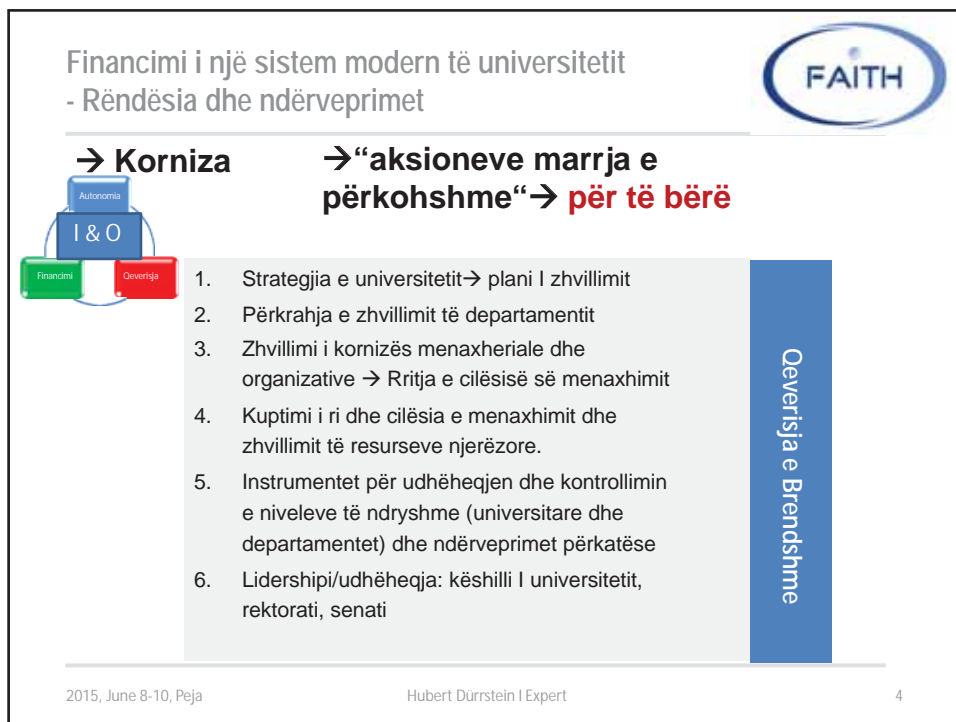 Financimi i një sistem modern të universitetit
- Rëndësia dhe ndërveprimet
FAITH
→ Korniza
→“aksioneve marrja e
përkohshme“→ për të bërë
Autonomia
I & O
Financimi
Qeverisja
1. Strategjia e universitetit→ plani I zhvillimit
2. Përkrahja e zhvillimit të departamentit
3. Zhvillimi i kornizës menaxheriale dhe
organizative → Rritja e cilësisë së menaxhimit
4. Kuptimi i ri dhe cilësia e menaxhimit dhe
zhvillimit të resurseve njerëzore.
5. Instrumentet për udhëheqjen dhe kontrollimin
e niveleve të ndryshme (universitare dhe
departamentet) dhe ndërveprimet përkatëse
6. Lidershipi/udhëheqja: këshilli I universitetit,
rektorati, senati
Qeverisja e Brendshme
2015, June 8-10, Peja
Hubert Dürrstein I Expert
4